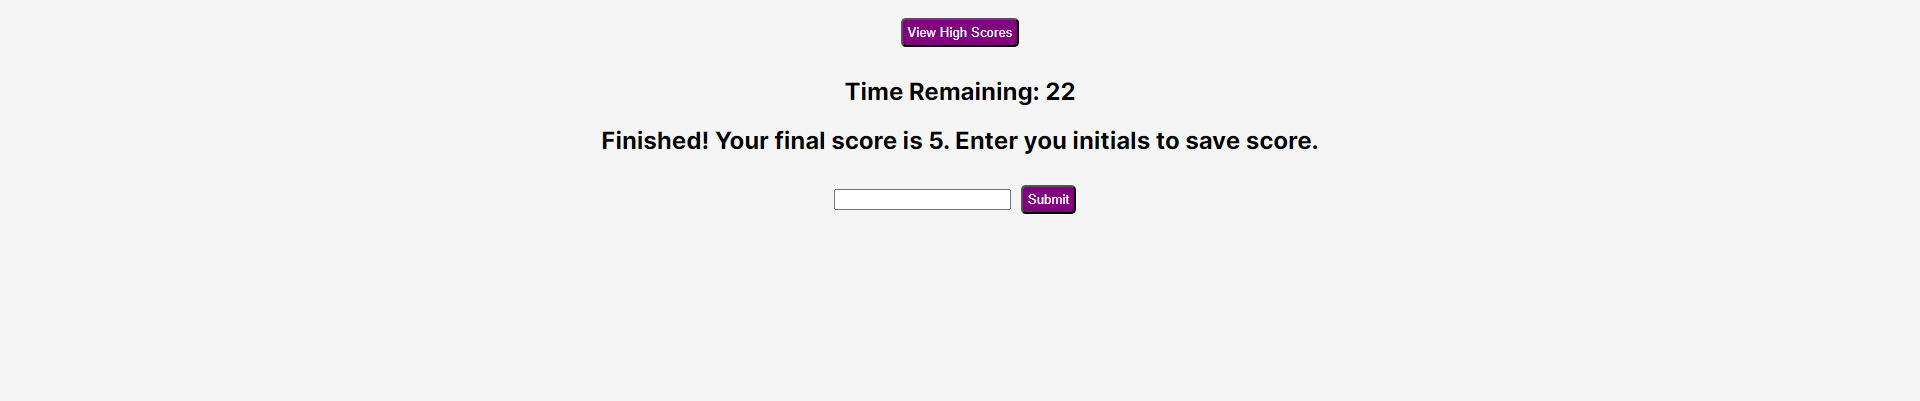 View High Scores
Time Remaining: 22
Finished! Your final score is 5. Enter you initials to save score.
Submit